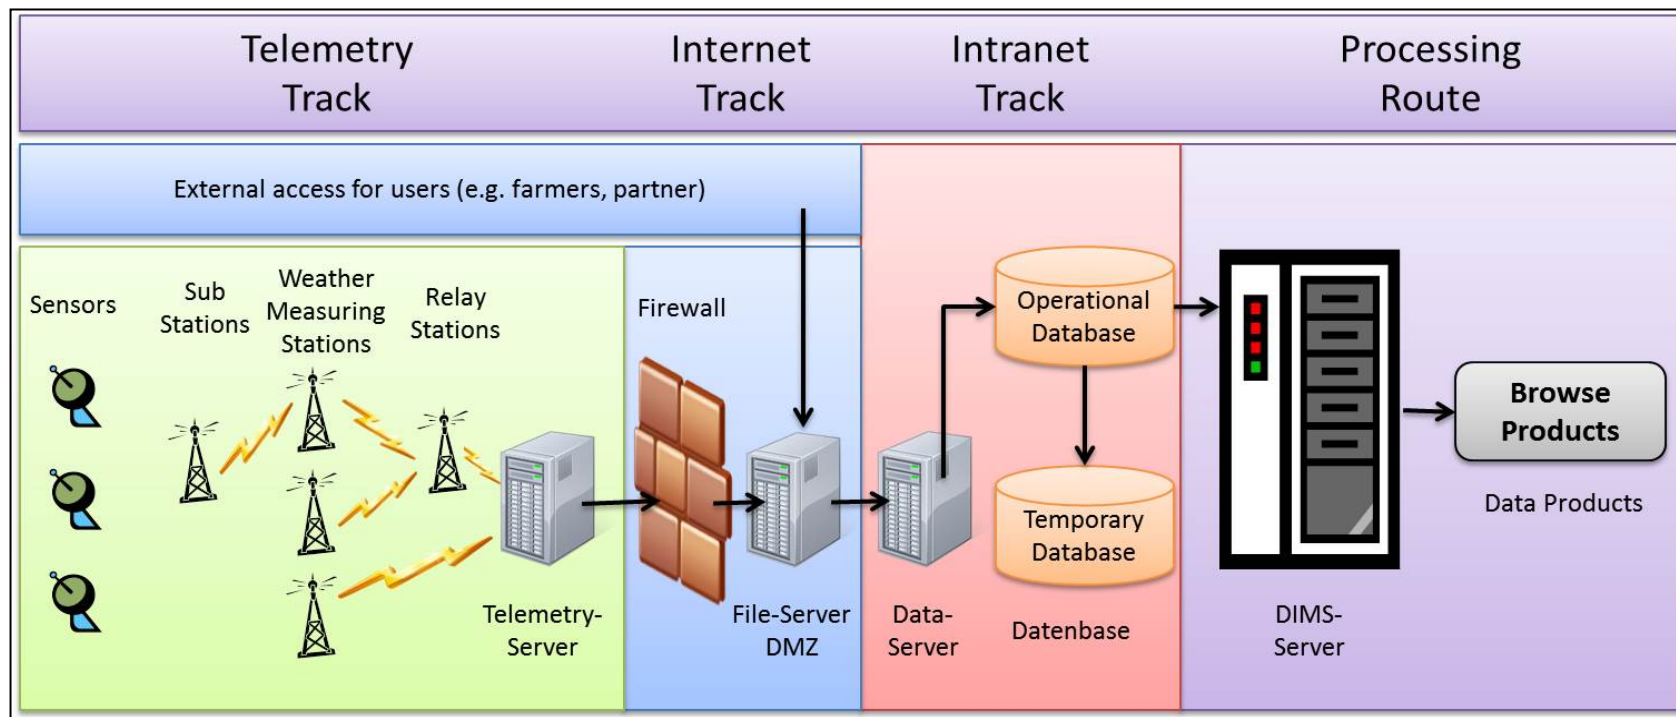 Telemetry
Track
Internet
Track
Intranet
Track
Processing
Route
External access for users (e.g. farmers, partner)
Sensors
Sub
Stations
Weather
Measuring
Stations
Relay
Stations
Telemetry-
Server
Firewall
File-Server
DMZ
Data-
Server
Operational
Database
Temporary
Database
Datenbase
DIMS-
Server
Browse
Products
Data Products